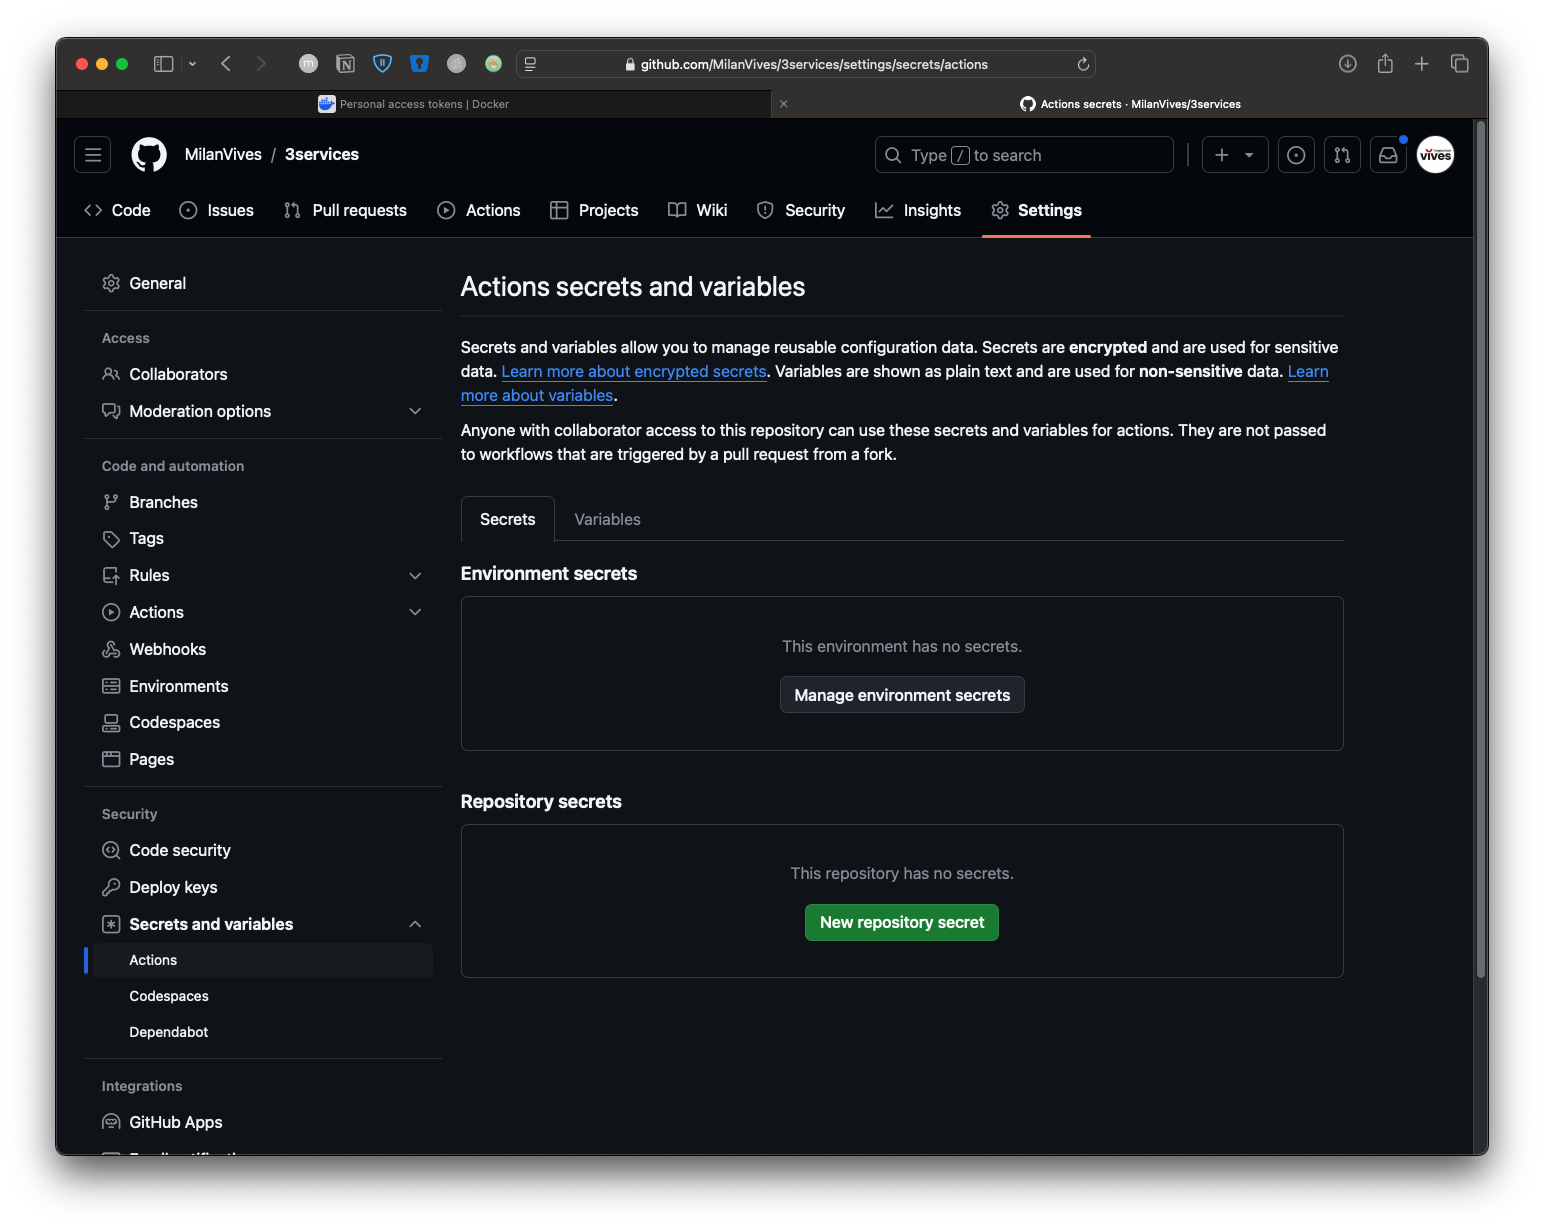 github.com/MilanVives/3services/settings/secrets/actions
Personal access tokens | Docker
Actions secrets · MilanVives/3services
MilanVives / 3services
Type / to search
vives
Code
Issues
Pull requests
Actions
Projects
Wiki
Security
Insights
Settings
General
Access
Collaborators
Moderation options
Code and automation
Branches
Tags
Rules
Actions
Webhooks
Environments
Codespaces
Pages
Security
Code security
Deploy keys
Secrets and variables
Actions
Codespaces
Dependabot
Integrations
GitHub Apps
Actions secrets and variables
Secrets and variables allow you to manage reusable configuration data. Secrets are encrypted and are used for sensitive
data. Learn more about encrypted secrets. Variables are shown as plain text and are used for non-sensitive data. Learn
more about variables.
Anyone with collaborator access to this repository can use these secrets and variables for actions. They are not passed
to workflows that are triggered by a pull request from a fork.
Secrets
Variables
Environment secrets
This environment has no secrets.
Manage environment secrets
Repository secrets
This repository has no secrets.
New repository secret